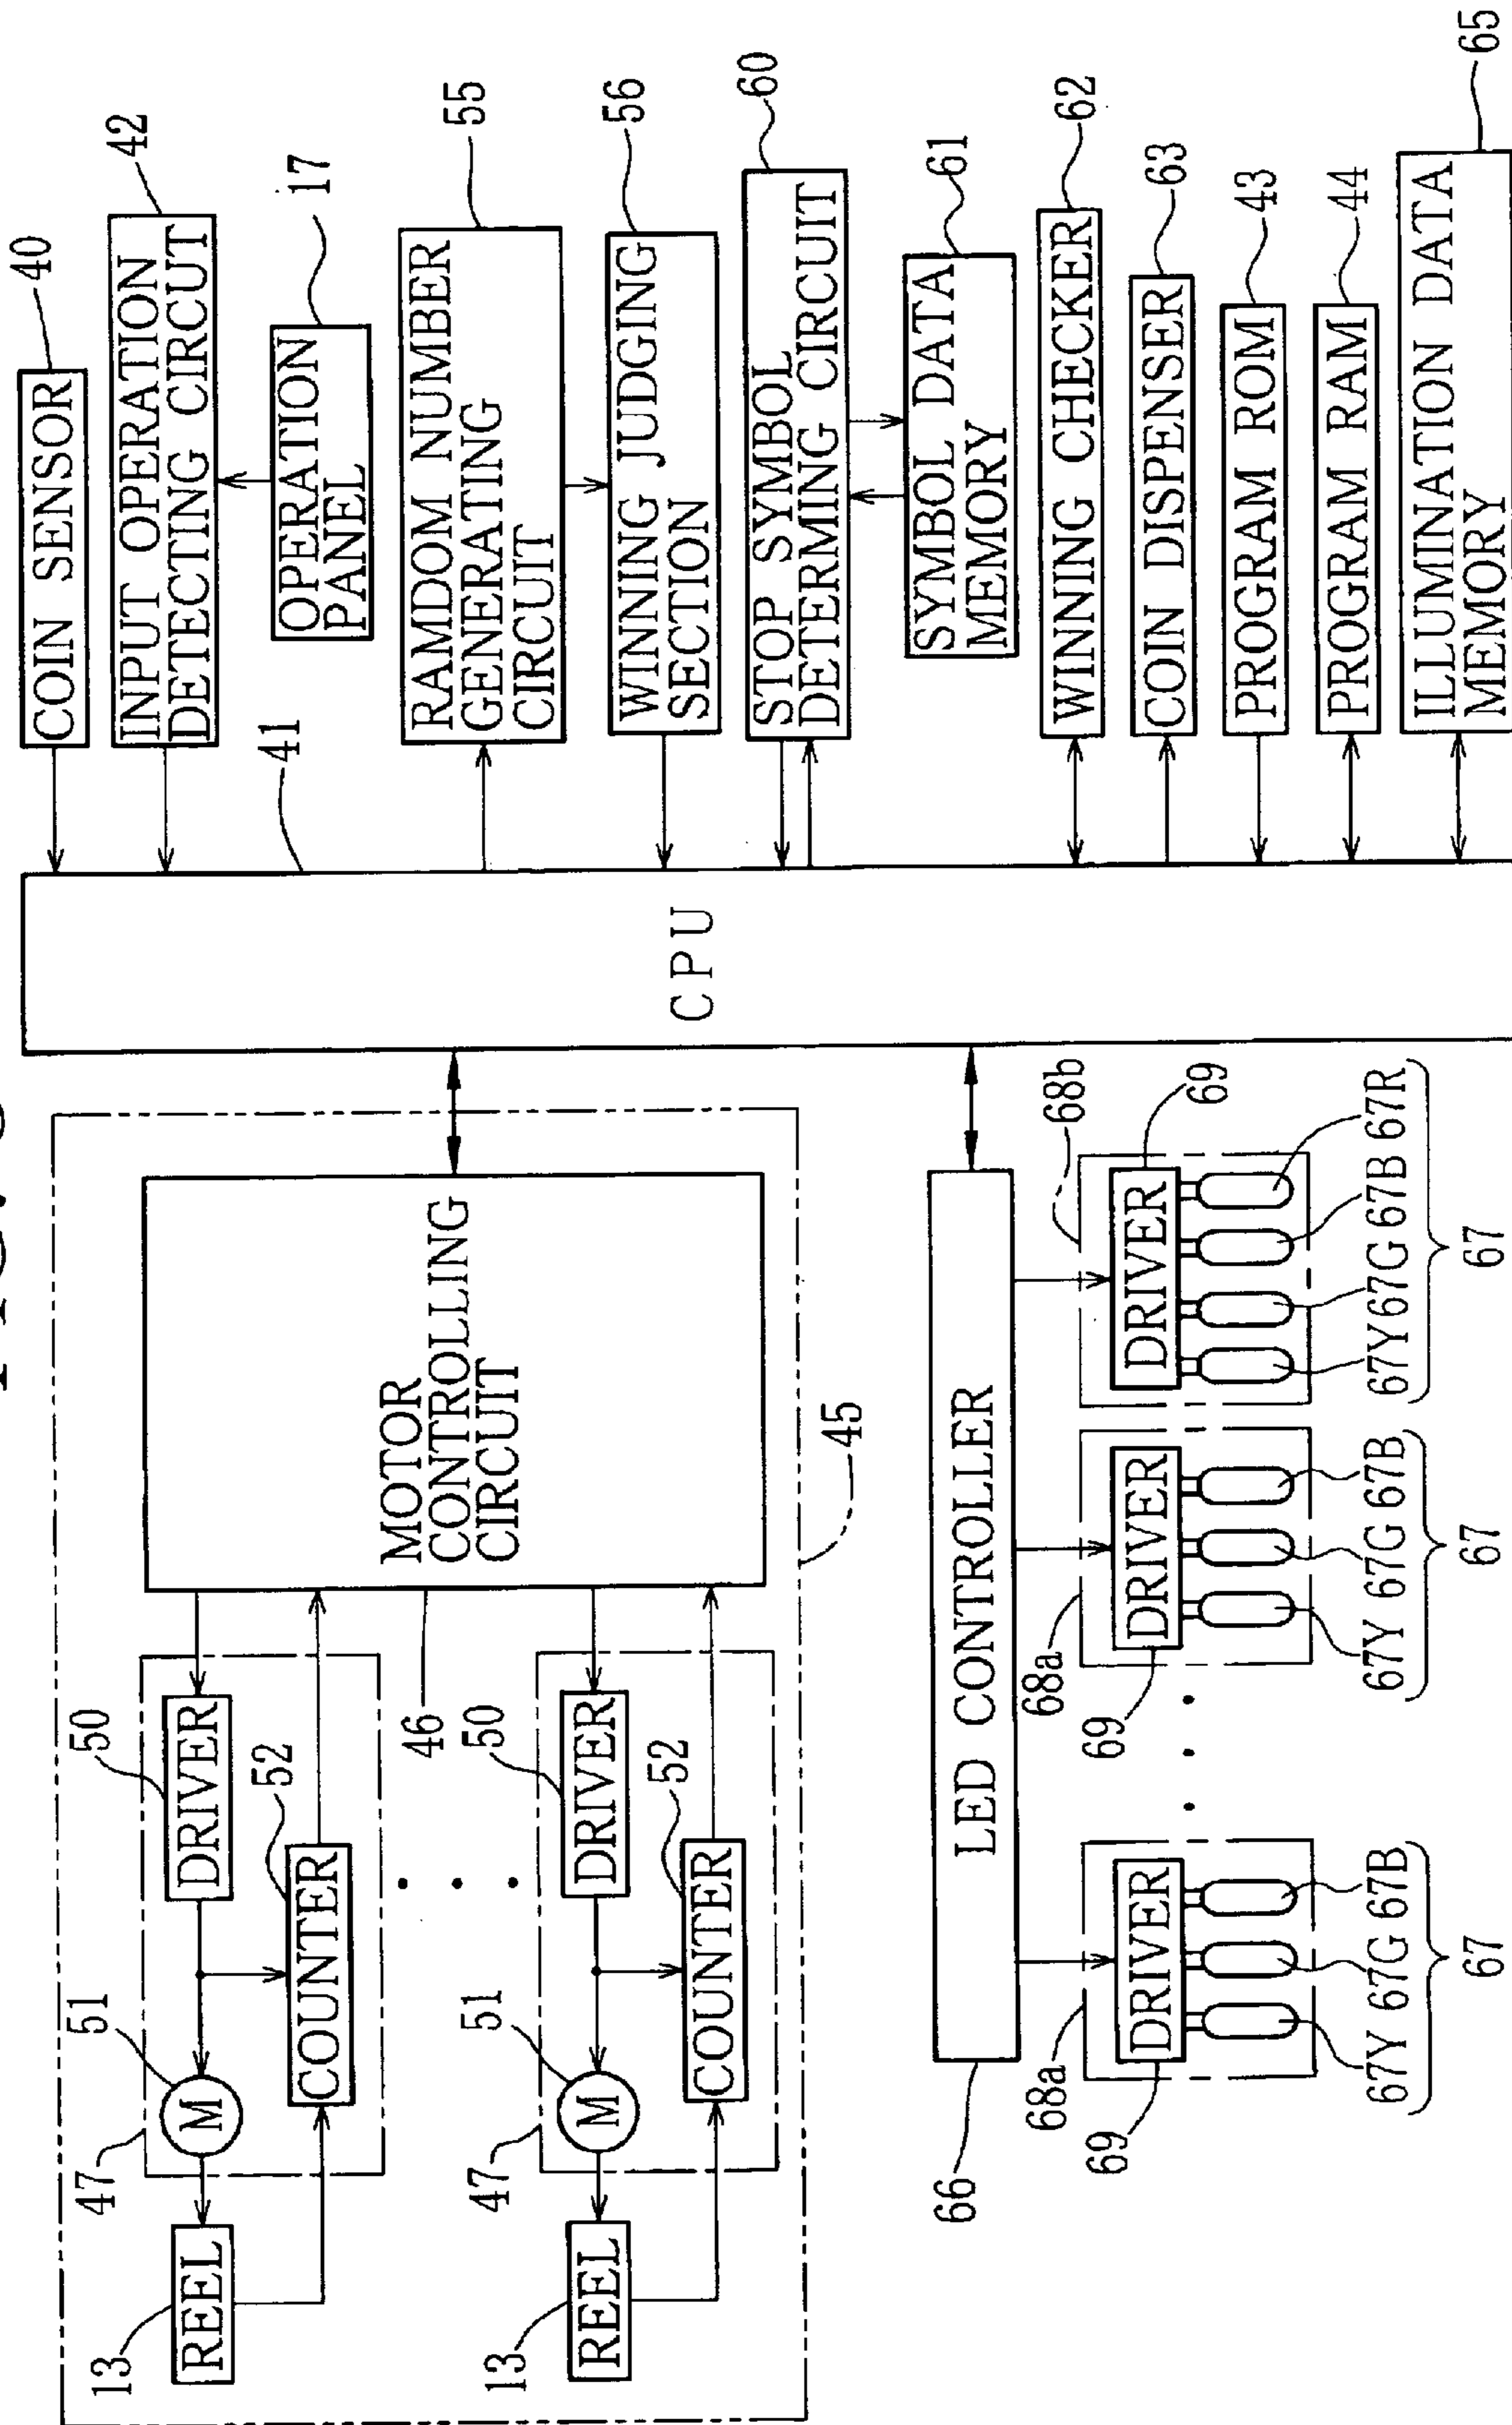 40
COIN SENSOR
42
INPUT OPERATION
DETECTING CIRCUT
17
OPERATION
PANEL
41
55
RAMDOM NUMBER
GENERATING
CIRCUIT
56
WINNING JUDGING
SECTION
60
STOP SYMBOL
DETERMING CIRCUIT
61
SYMBOL DATA
MEMORY
62
WINNING CHECKER
63
COIN DISPENSER
43
PROGRAM ROM
44
PROGRAM RAM
65
ILLUMINATION DATA
MEMORY
CPU
MOTOR
CONTROLLING
CIRCUIT
45
46
50
DRIVER
52
COUNTER
51
M
47
REEL
13
50
DRIVER
52
COUNTER
51
M
47
REEL
13
LED CONTROLLER
66
68a
DRIVER
69
67Y 67G 67B
67
68a
DRIVER
69
67Y 67G 67B
67
68b
DRIVER
69
67Y 67G 67B 67R
67